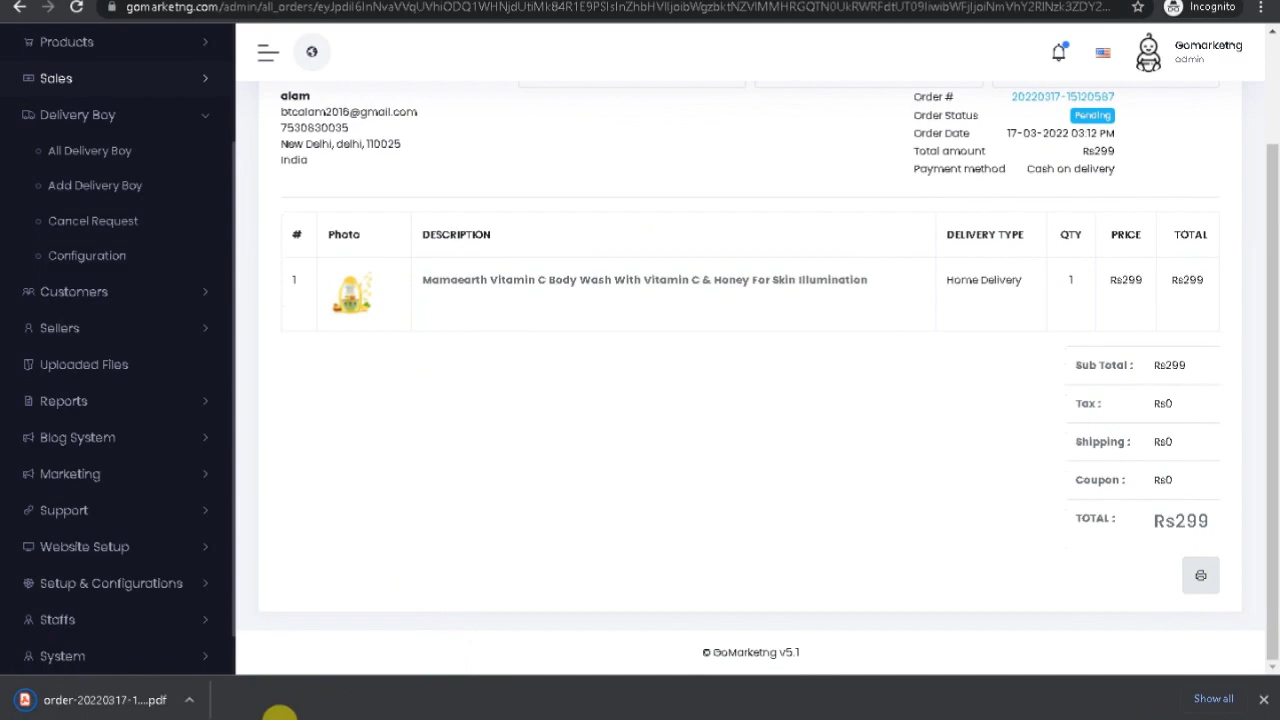 Incognito
Products
Sales
Delivery Boy
All Delivery Boy
Add Delivery Boy
Cancel Request
Configuration
Customers
Sellers
Uploaded Files
Reports
Blog System
Marketing
Support
Website Setup
Setup & Configurations
Staffs
System
Gomarketng
admin
alam
btcalam2016@gmail.com
7530830035
New Delhi, delhi, 110025
India
Order # 20220317-15120587
Order Status Pending
Order Date 17-03-2022 03:12 PM
Total amount Rs299
Payment method Cash on delivery
# Photo DESCRIPTION DELIVERY TYPE QTY PRICE TOTAL
1 Mamaearth Vitamin C Body Wash With Vitamin C & Honey For Skin Illumination Home Delivery 1 Rs299 Rs299
Sub Total : Rs299
Tax : Rs0
Shipping : Rs0
Coupon : Rs0
TOTAL : Rs299
© GoMarketng v5.1
order-20220317-1....pdf
Show all